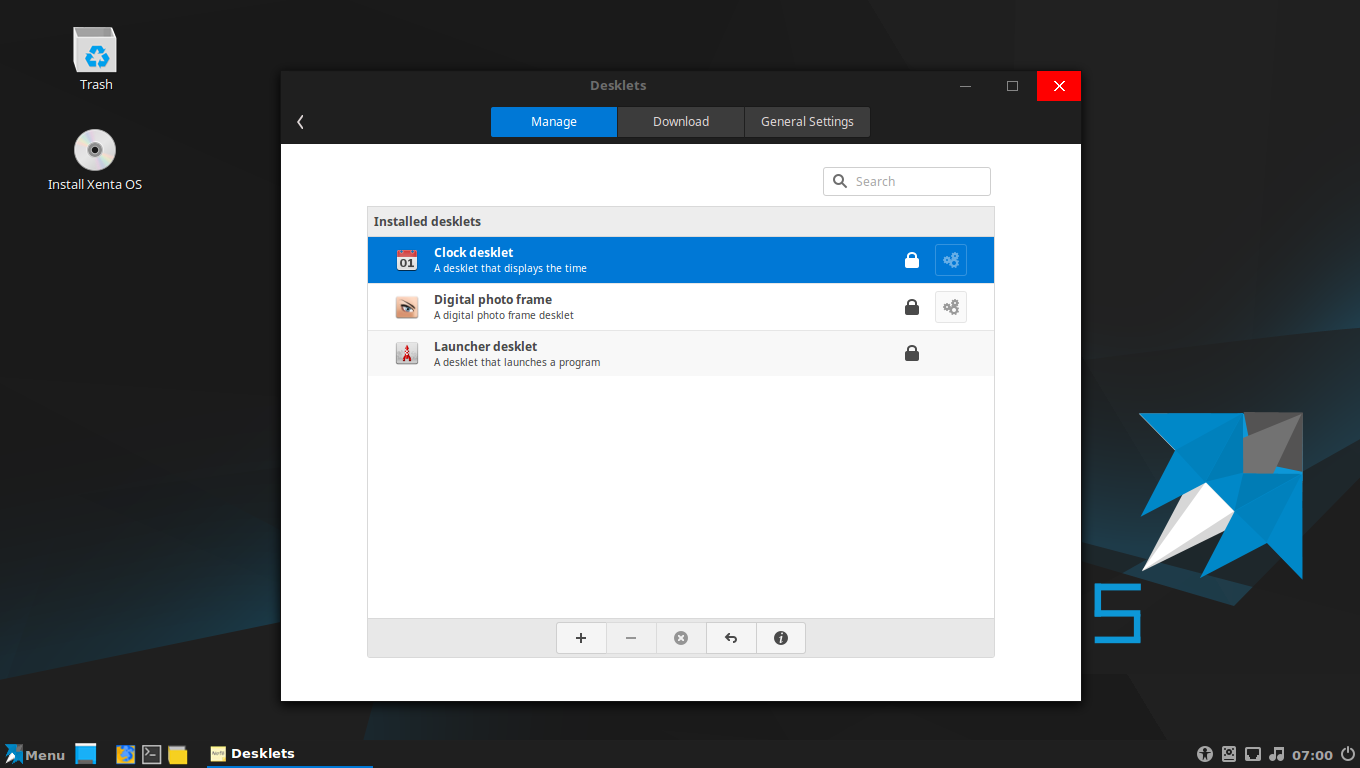 Trash
Install Xenta OS
Desklets
Manage
Download
General Settings
Search
Installed desklets
01
Clock desklet
A desklet that displays the time
Digital photo frame
A digital photo frame desklet
Launcher desklet
A desklet that launches a program
S
Menu
Desklets
07:00